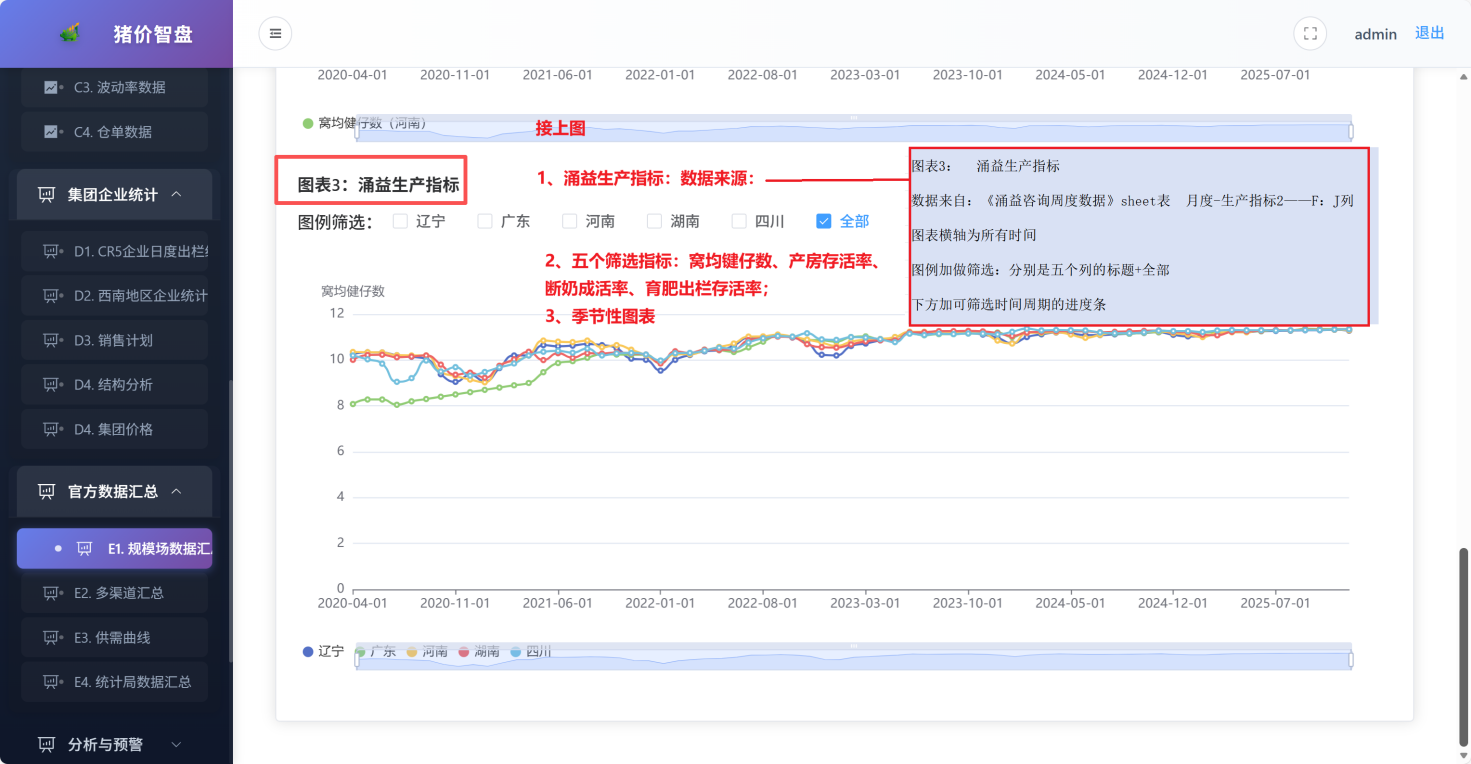 猪价智盘
admin
退出
C3. 波动率数据
C4. 仓单数据
集团企业统计
D1. CR5企业日度出栏
D2. 西南地区企业统计
D3. 销售计划
D4. 结构分析
D4. 集团价格
官方数据汇总
E1. 规模场数据汇
E2. 多渠道汇总
E3. 供需曲线
E4. 统计局数据汇总
分析与预警
2020-04-01 2020-11-01 2021-06-01 2022-01-01 2022-08-01 2023-03-01 2023-10-01 2024-05-01 2024-12-01 2025-07-01
窝均健仔数（河南）
接上图
图表3：涌益生产指标
1、涌益生产指标：数据来源：
图表3： 涌益生产指标
数据来自：《涌益咨询周度数据》sheet表 月度-生产指标2——F：J列
图表横轴为所有时间
图例加做筛选：分别是五个列的标题+全部
下方加可筛选时间周期的进度条
图例筛选： 辽宁 广东 河南 湖南 四川 全部
2、五个筛选指标：窝均健仔数、产房存活率、
断奶成活率、育肥出栏存活率；
3、季节性图表
窝均健仔数
12
10
8
6
4
2
0
2020-04-01 2020-11-01 2021-06-01 2022-01-01 2022-08-01 2023-03-01 2023-10-01 2024-05-01 2024-12-01 2025-07-01
辽宁 广东 河南 湖南 四川